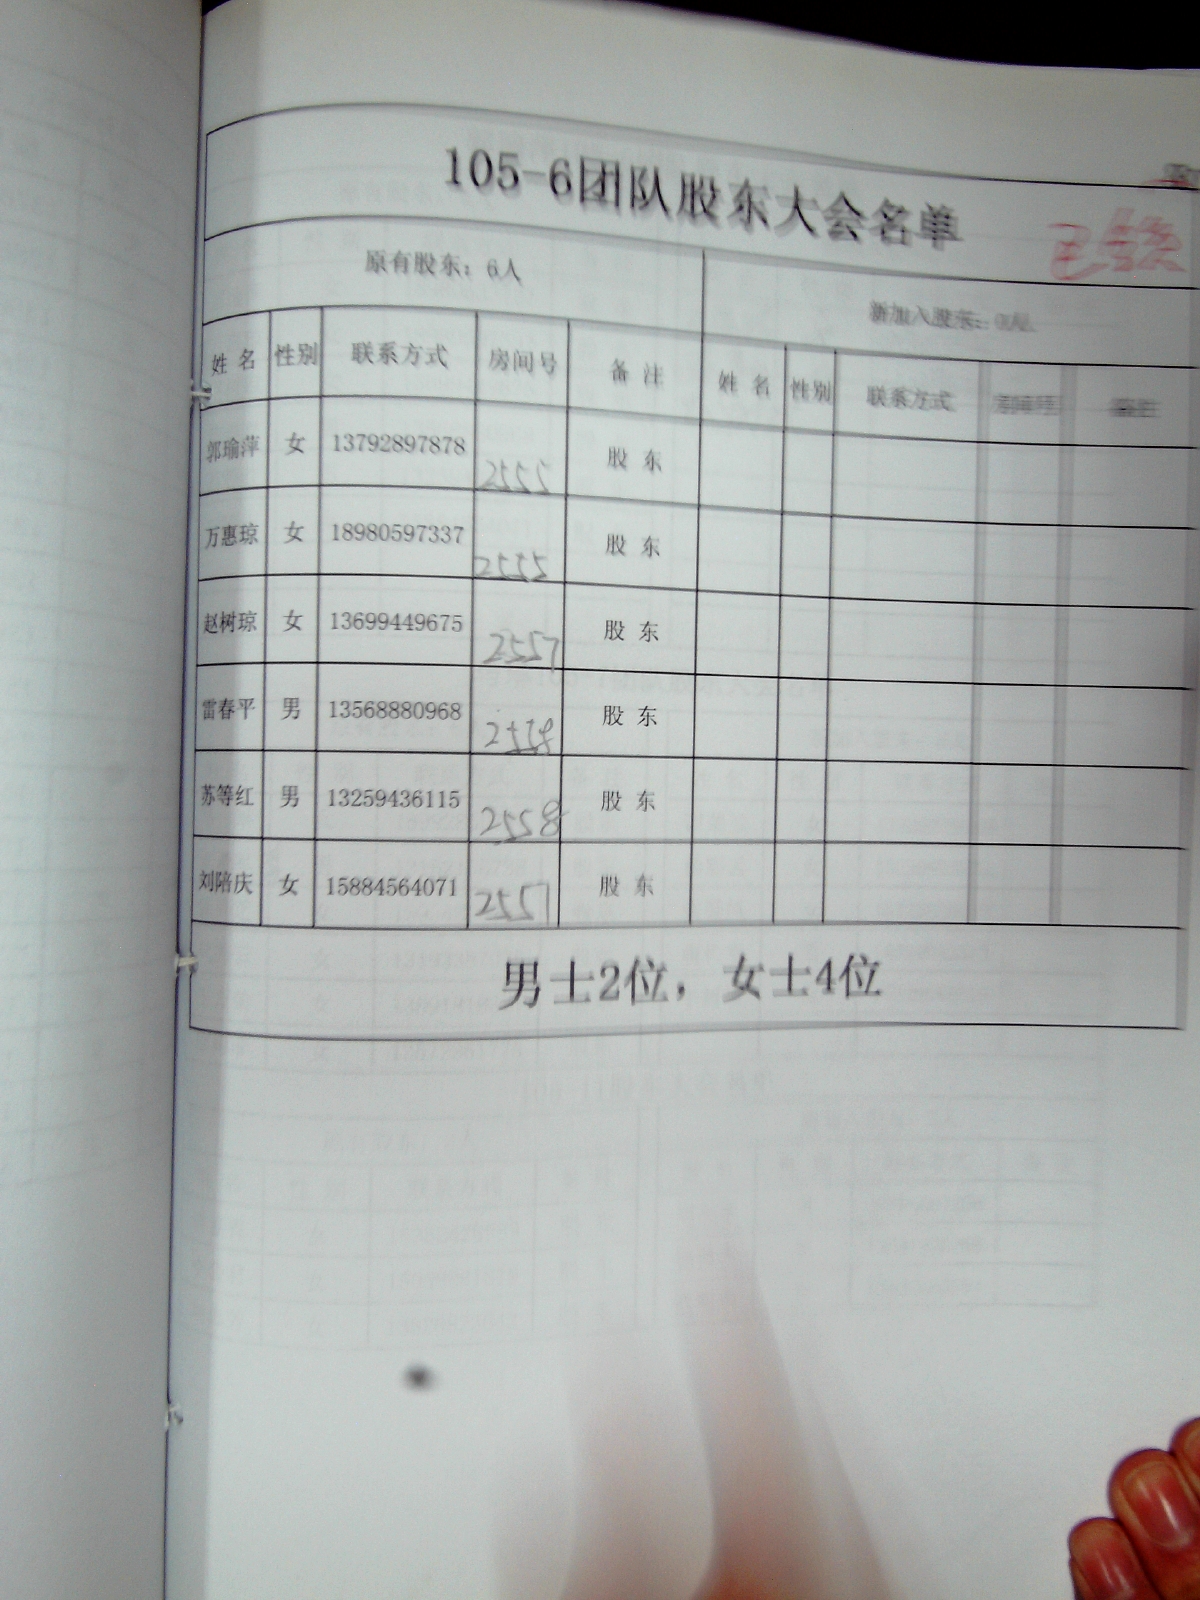 105-6团队股东大会名单
原有股东：6人 新加入股东：0人
姓名 性别 联系方式 房间号 备注 姓名 性别 联系方式 房间号 备注
郭瑜萍 女 13792897878 2555 股东
万惠琼 女 18980597337 2555 股东
赵树琼 女 13699449675 2557 股东
雷春平 男 13568880968 2558 股东
苏等红 男 13259436115 2558 股东
刘陪庆 女 15884564071 2557 股东
男士2位，女士4位